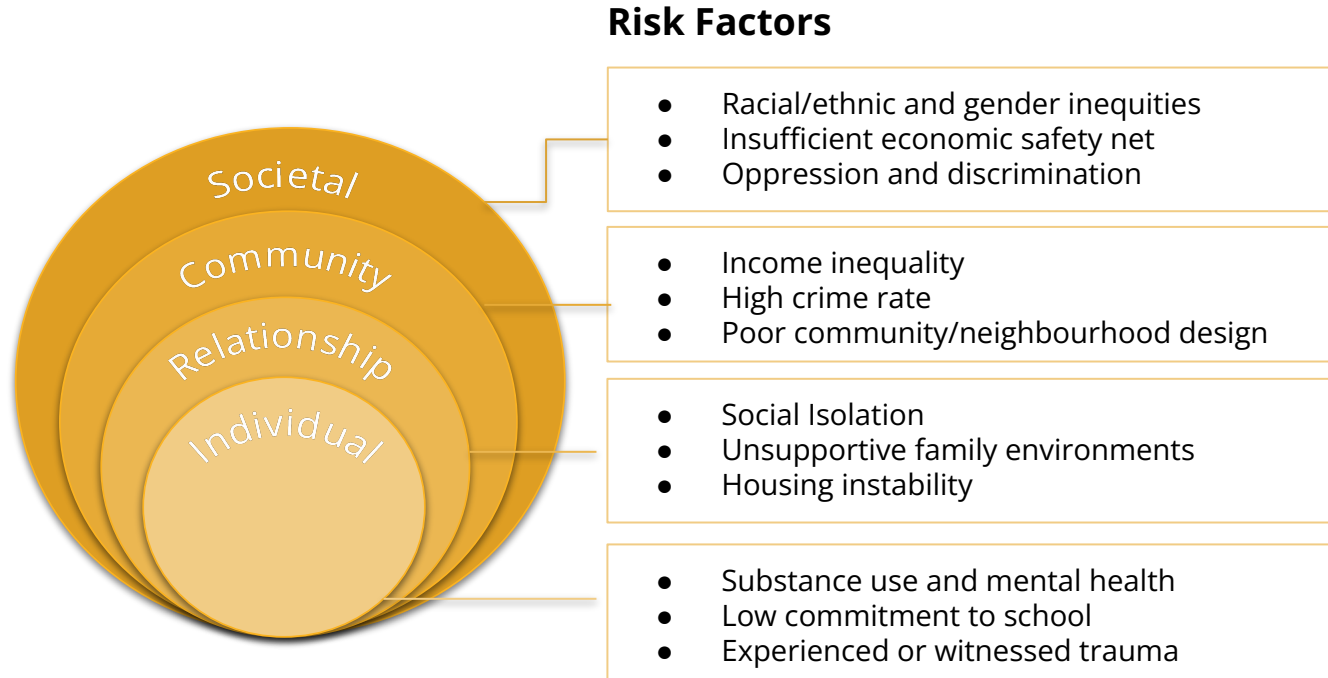 Risk Factors
Societal
● Racial/ethnic and gender inequities
● Insufficient economic safety net
● Oppression and discrimination
Community
● Income inequality
● High crime rate
● Poor community/neighbourhood design
Relationship
● Social Isolation
● Unsupportive family environments
● Housing instability
Individual
● Substance use and mental health
● Low commitment to school
● Experienced or witnessed trauma